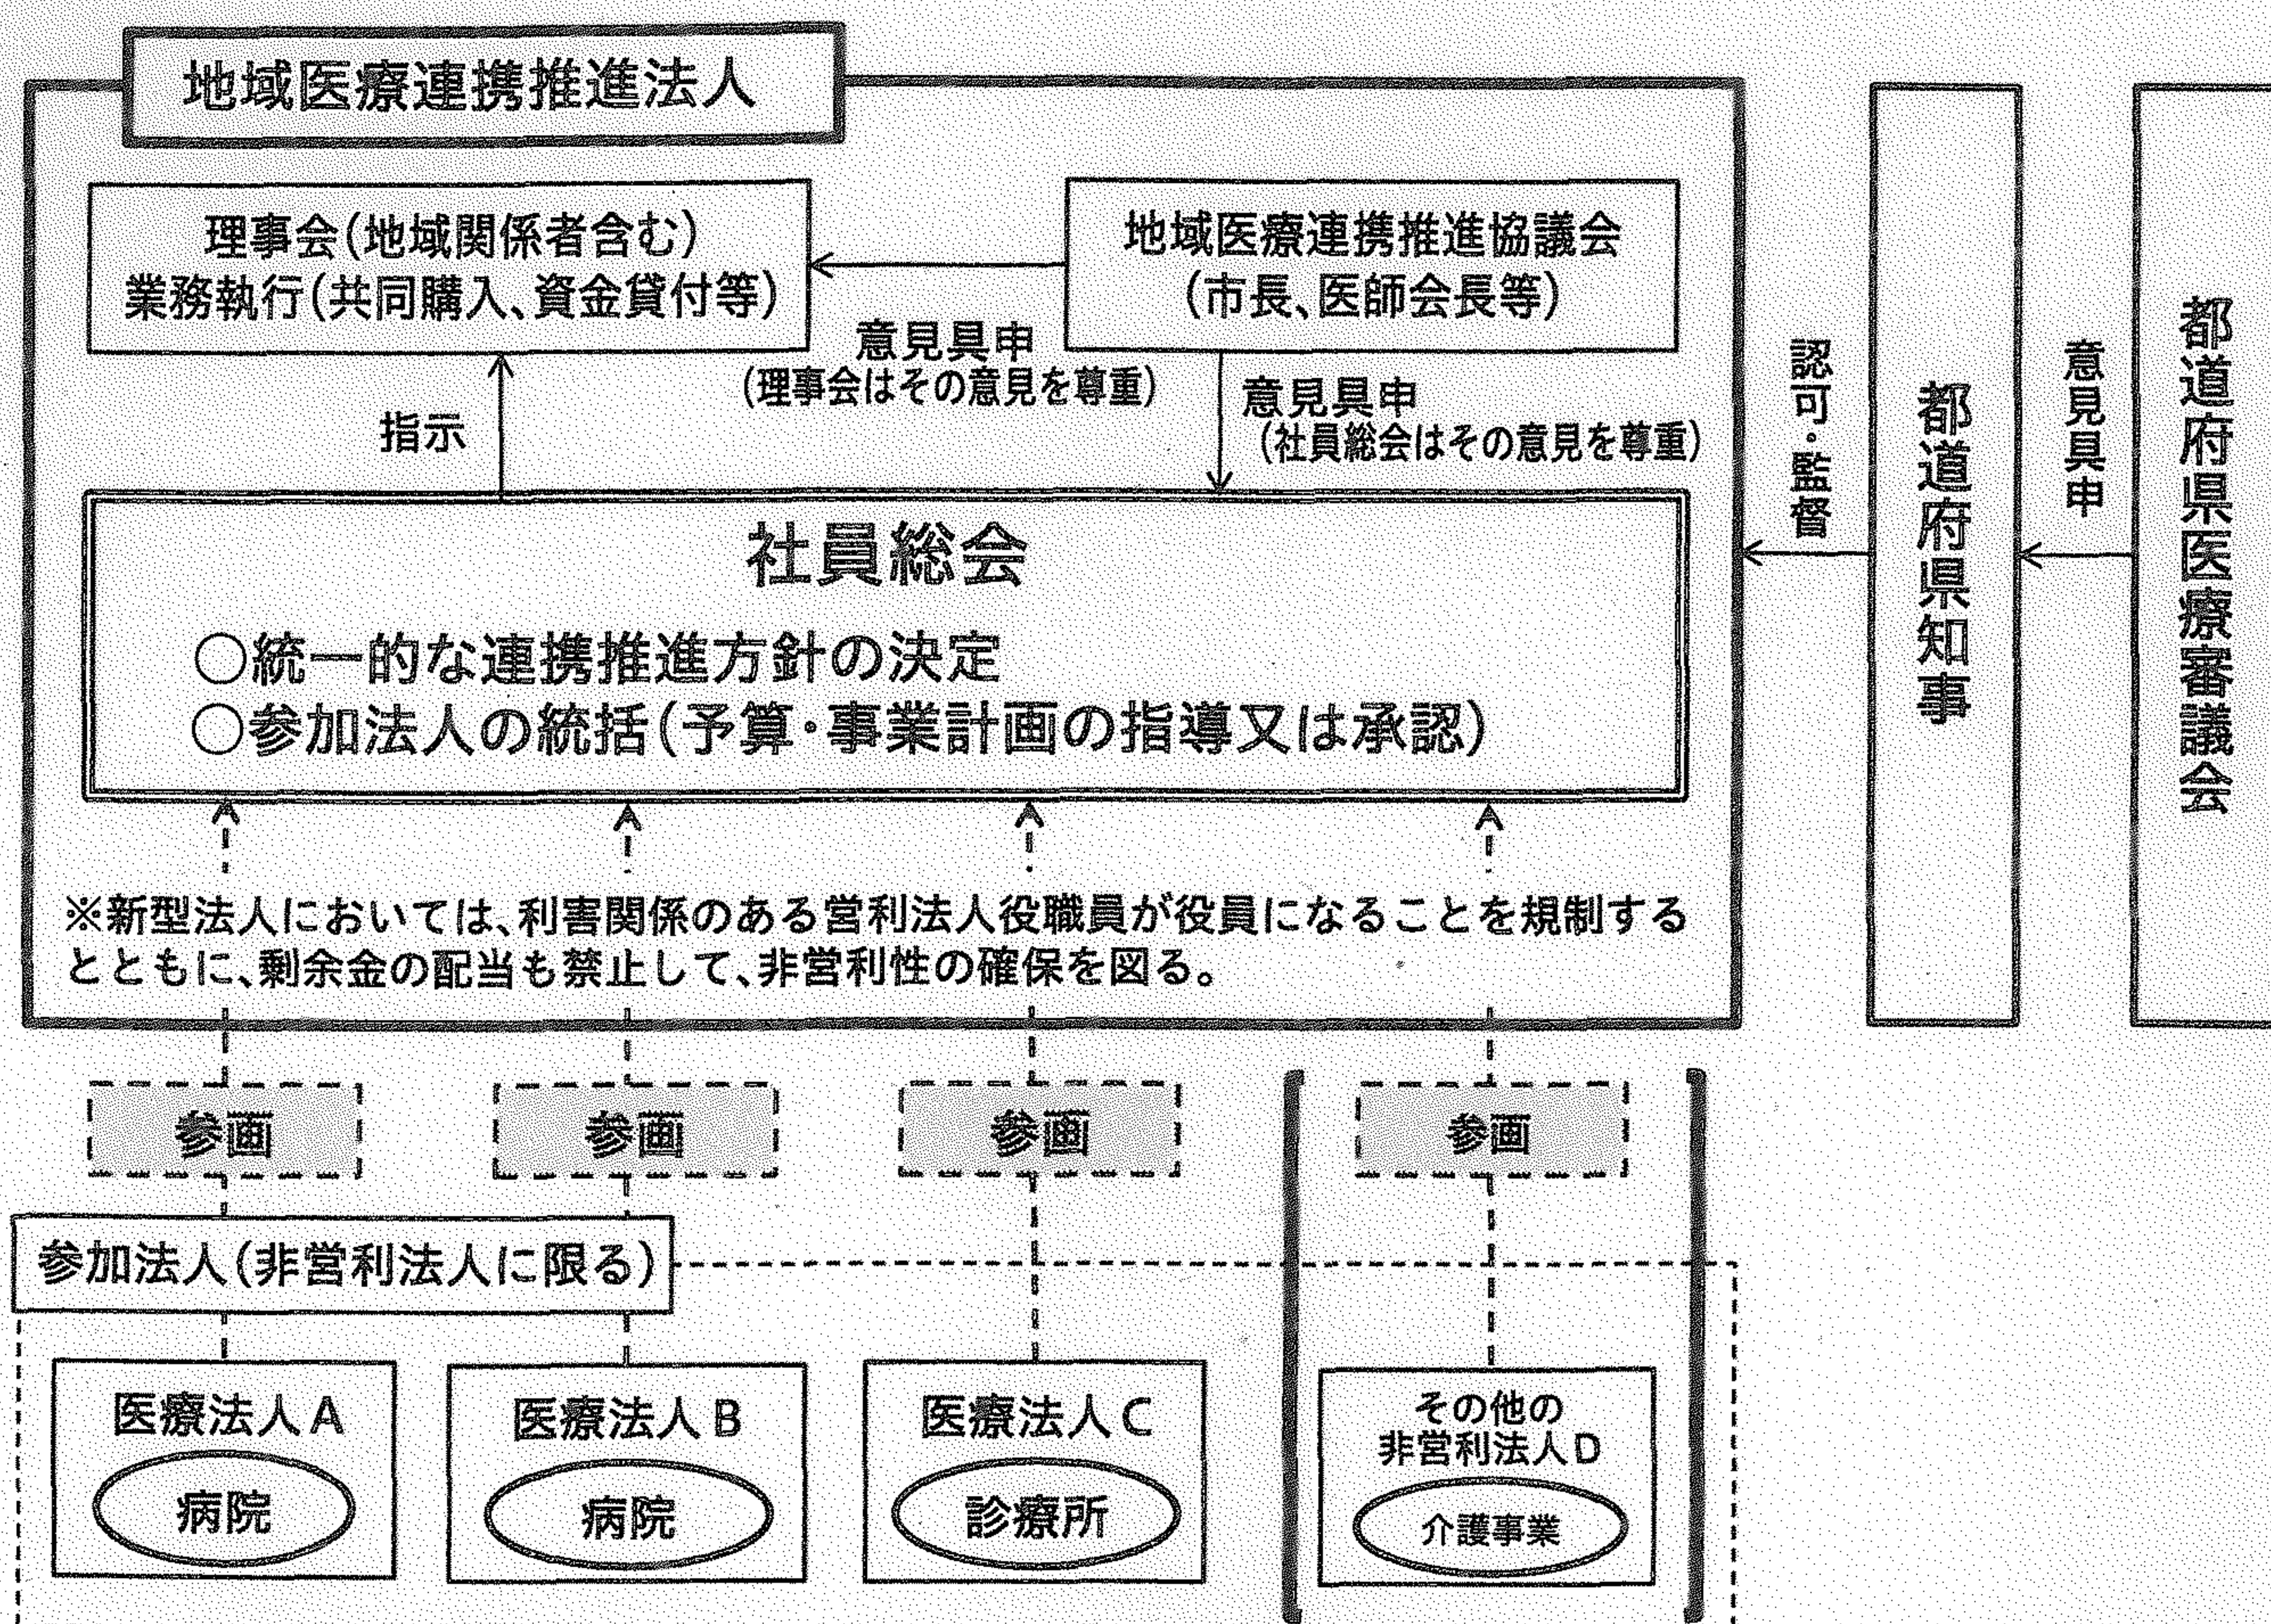 地域医療連携推進法人
理事会(地域関係者含む)
業務執行(共同購入、資金貸付等)
地域医療連携推進協議会
(市長、医師会長等)
意見具申
(理事会はその意見を尊重)
意見具申
(社員総会はその意見を尊重)
指示
社員総会
○統一的な連携推進方針の決定
○参加法人の統括(予算・事業計画の指導又は承認)
※新型法人においては、利害関係のある営利法人役職員が役員になることを規制する
とともに、剰余金の配当も禁止して、非営利性の確保を図る。
認可・監督
都道府県知事
意見具申
都道府県医療審議会
参画
参画
参画
参画
参加法人(非営利法人に限る)
医療法人A
病院
医療法人B
病院
医療法人C
診療所
その他の
非営利法人D
介護事業